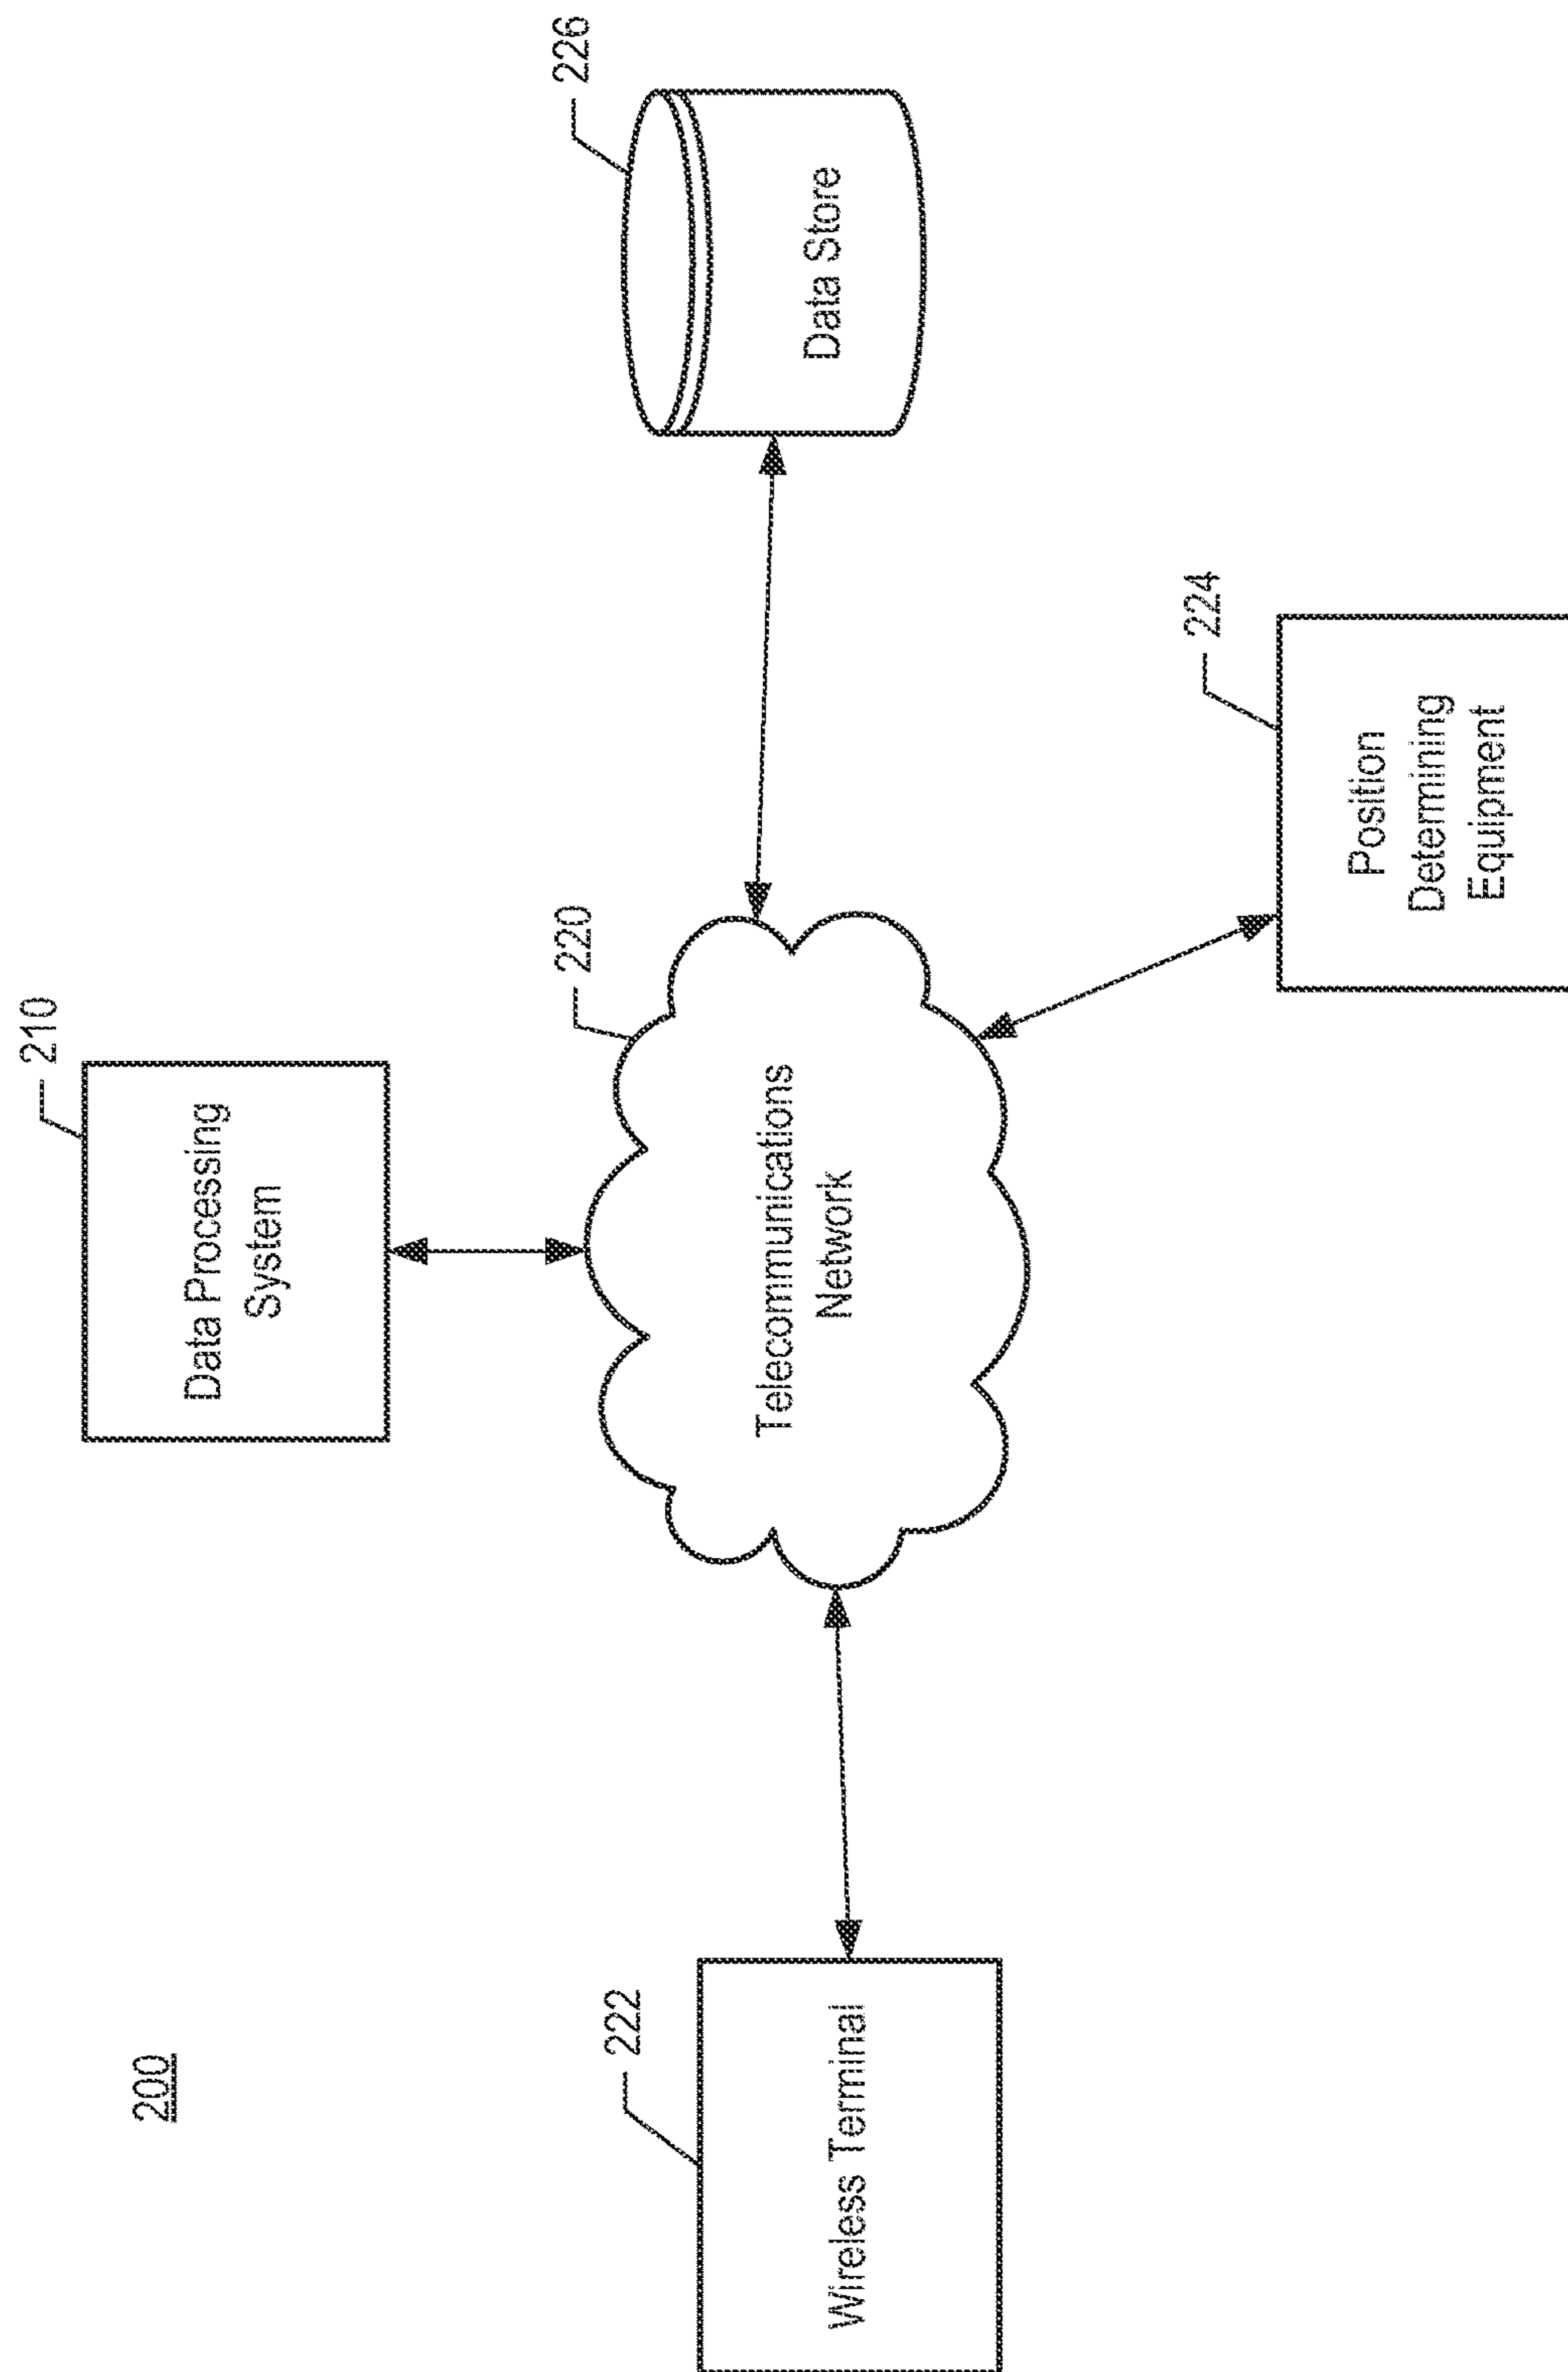 200
210
Data Processing
System
220
Telecommunications
Network
222
Wireless Terminal
226
Data Store
224
Position
Determining
Equipment